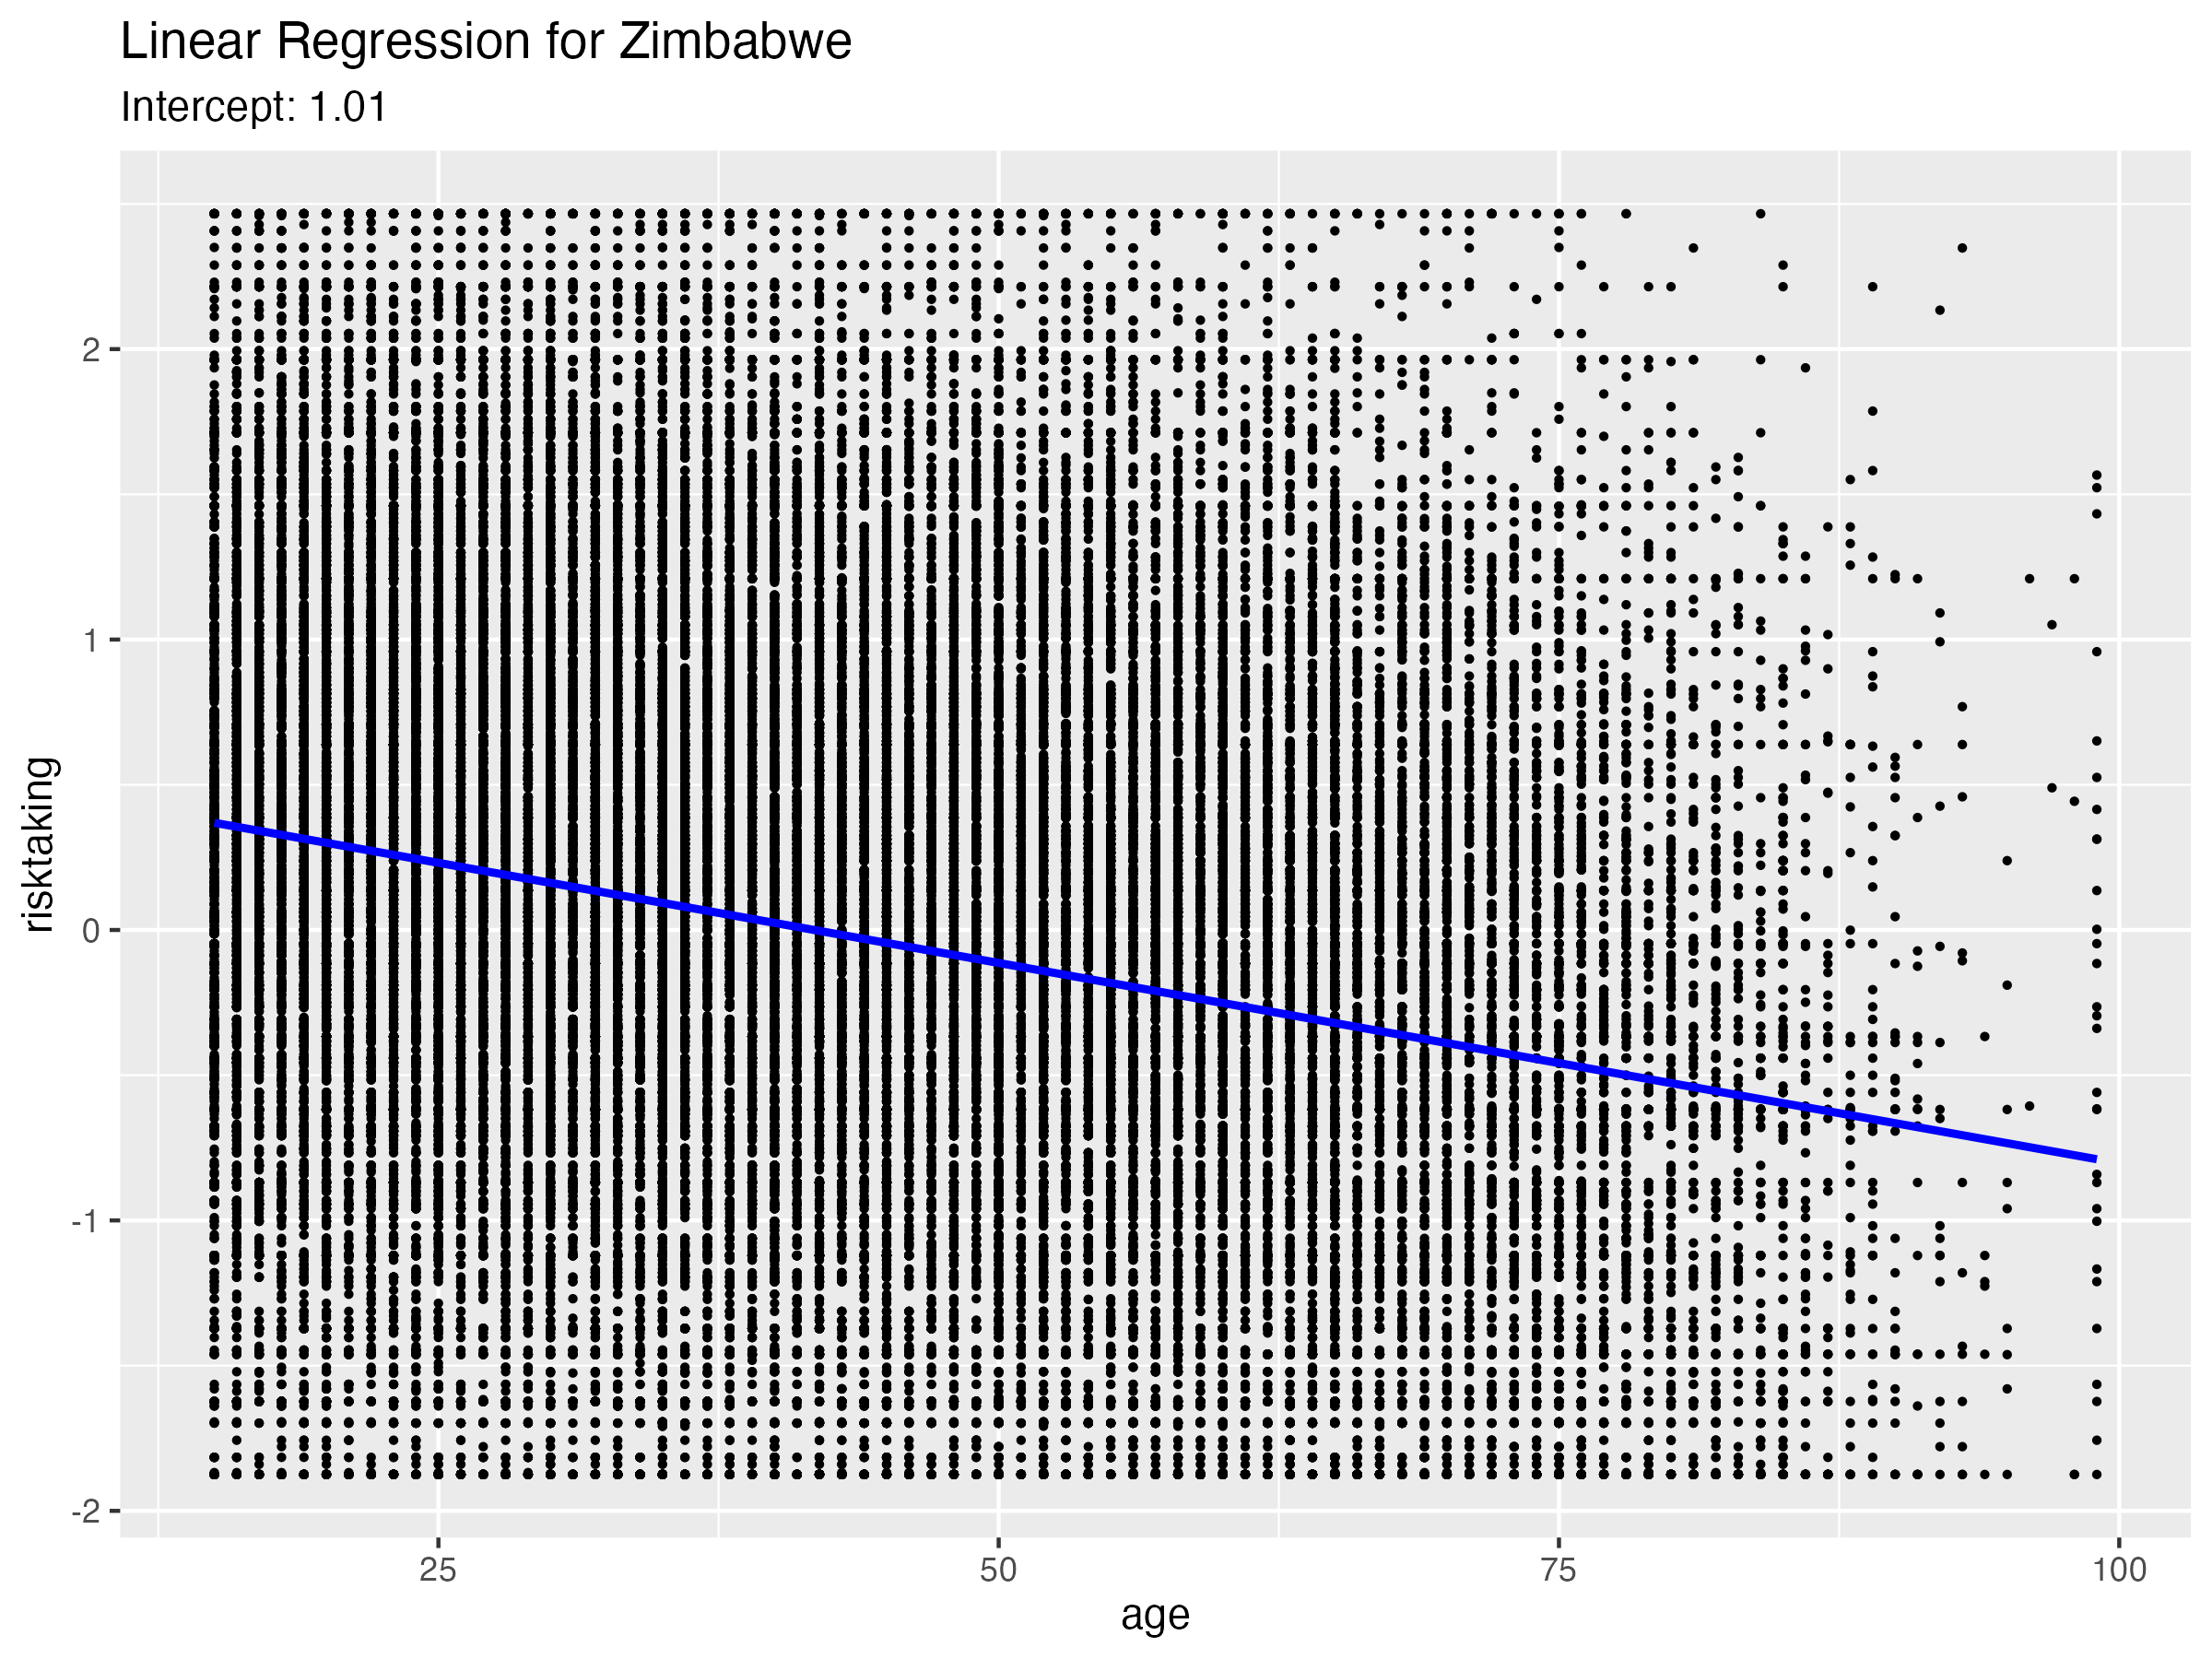 Linear Regression for Zimbabwe
Intercept: 1.01
risktaking
2
1
0
-1
-2
25
50
75
100
age